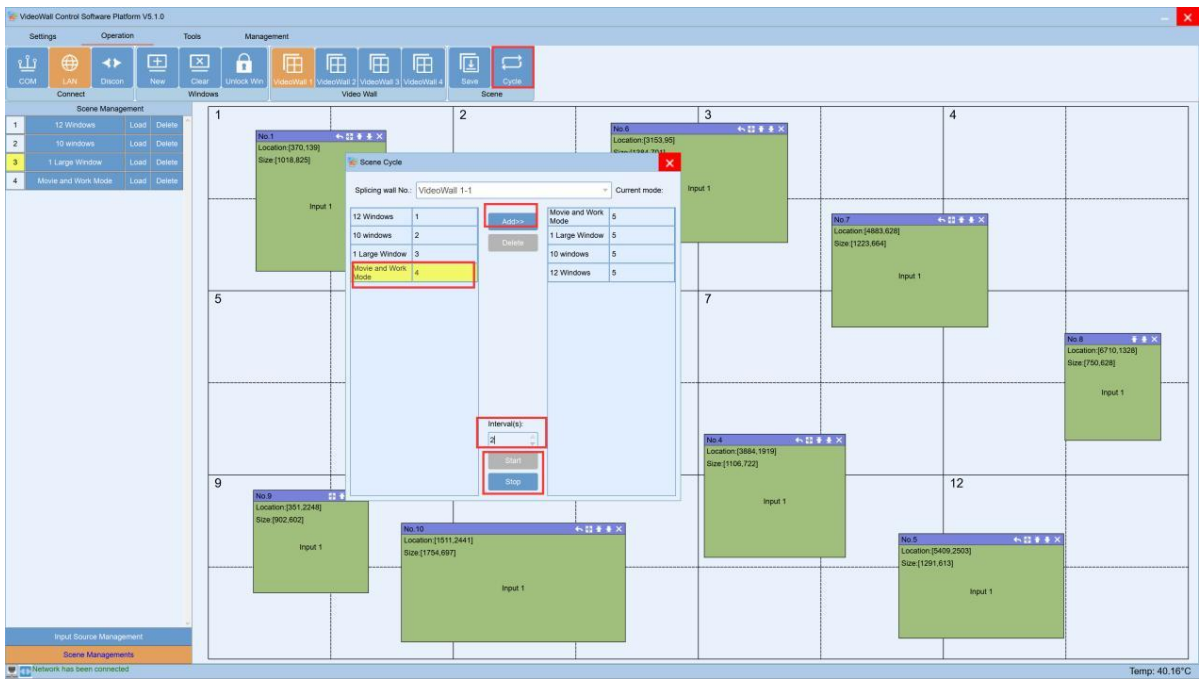 VideoWall Control Software Platform V5.1.0
Settings Operation Tools Management
COM LAN Discon New Clear Unlock Win VideoWall 1 VideoWall 2 VideoWall 3 VideoWall 4 Save Cycle
Connect Windows Video Wall Scene
Scene Management
1 12 Windows Load Delete
2 10 windows Load Delete
3 1 Large Window Load Delete
4 Movie and Work Mode Load Delete
Input Source Management
Scene Managements
1
2
3
4
No.1
Location:[370,139]
Size:[1018,825]
Input 1
No.6
Location:[3153,95]
Input 1
No.7
Location:[4883,628]
Size:[1223,664]
Input 1
5
7
No.8
Location:[6710,1328]
Size:[750,628]
Input 1
Scene Cycle
Splicing wall No.: VideoWall 1-1 Current mode:
12 Windows 1
10 windows 2
1 Large Window 3
Movie and Work
Mode 4
Add>>
Delete
Movie and Work
Mode 5
1 Large Window 5
10 windows 5
12 Windows 5
Interval(s):
2
Start
Stop
No.4
Location:[3884,1919]
Size:[1106,722]
Input 1
9
12
No.9
Location:[351,2248]
Size:[902,602]
Input 1
No.10
Location:[1511,2441]
Size:[1754,697]
Input 1
No.5
Location:[5409,2503]
Size:[1291,613]
Input 1
Network has been connected
Temp: 40.16°C